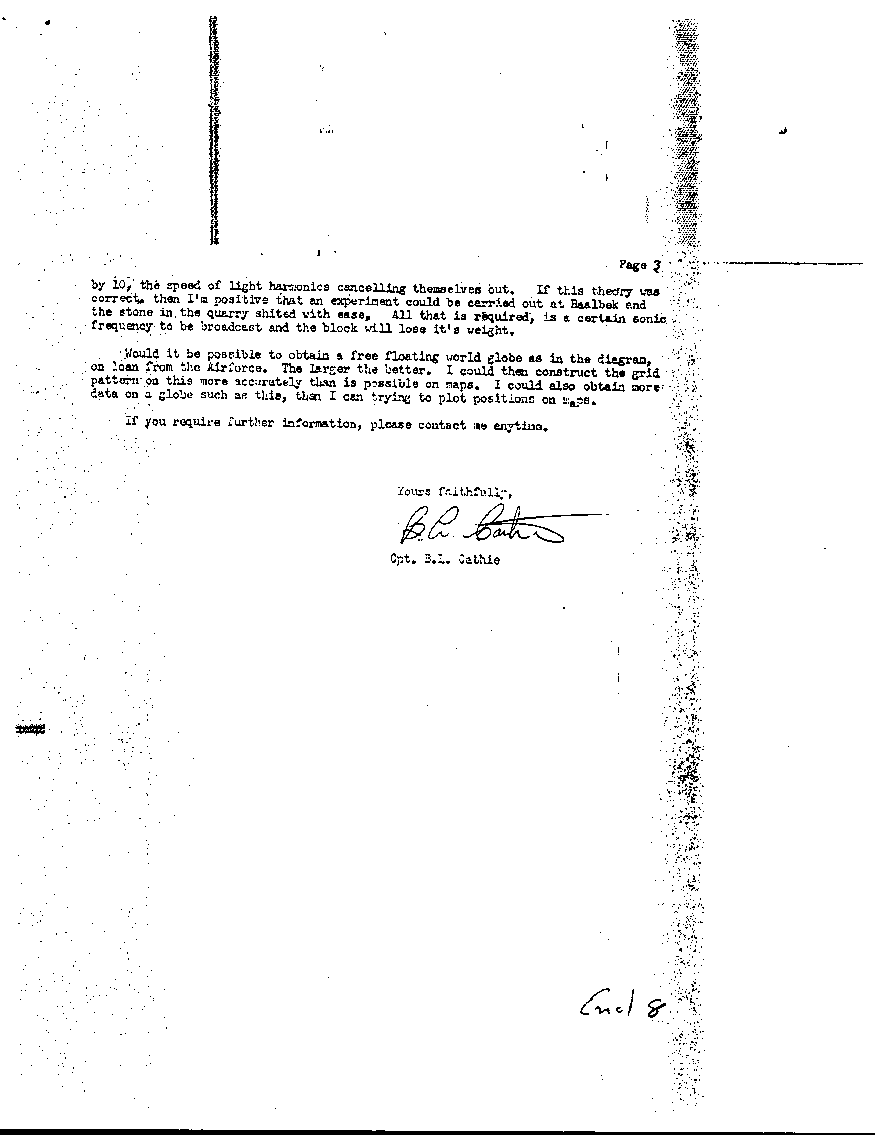 Page 3
by 10, the speed of light harmonics cancelling themselves out. If this theory was
correct, then I'm positive that an experiment could be carried out at Baalbek and
the stone in the quarry shited with ease. All that is required, is a certain sonic
frequency to be broadcast and the block will lose it's weight.
Would it be possible to obtain a free floating world globe as in the diagram,
on loan from the Airforce. The larger the better. I could then construct the grid
pattern on this more accurately than is possible on maps. I could also obtain more
data on a globe such as this, than I can trying to plot positions on maps.
If you require further information, please contact me anytime.
Yours faithfully,
Cpt. B.L. Cathie
Encl 8